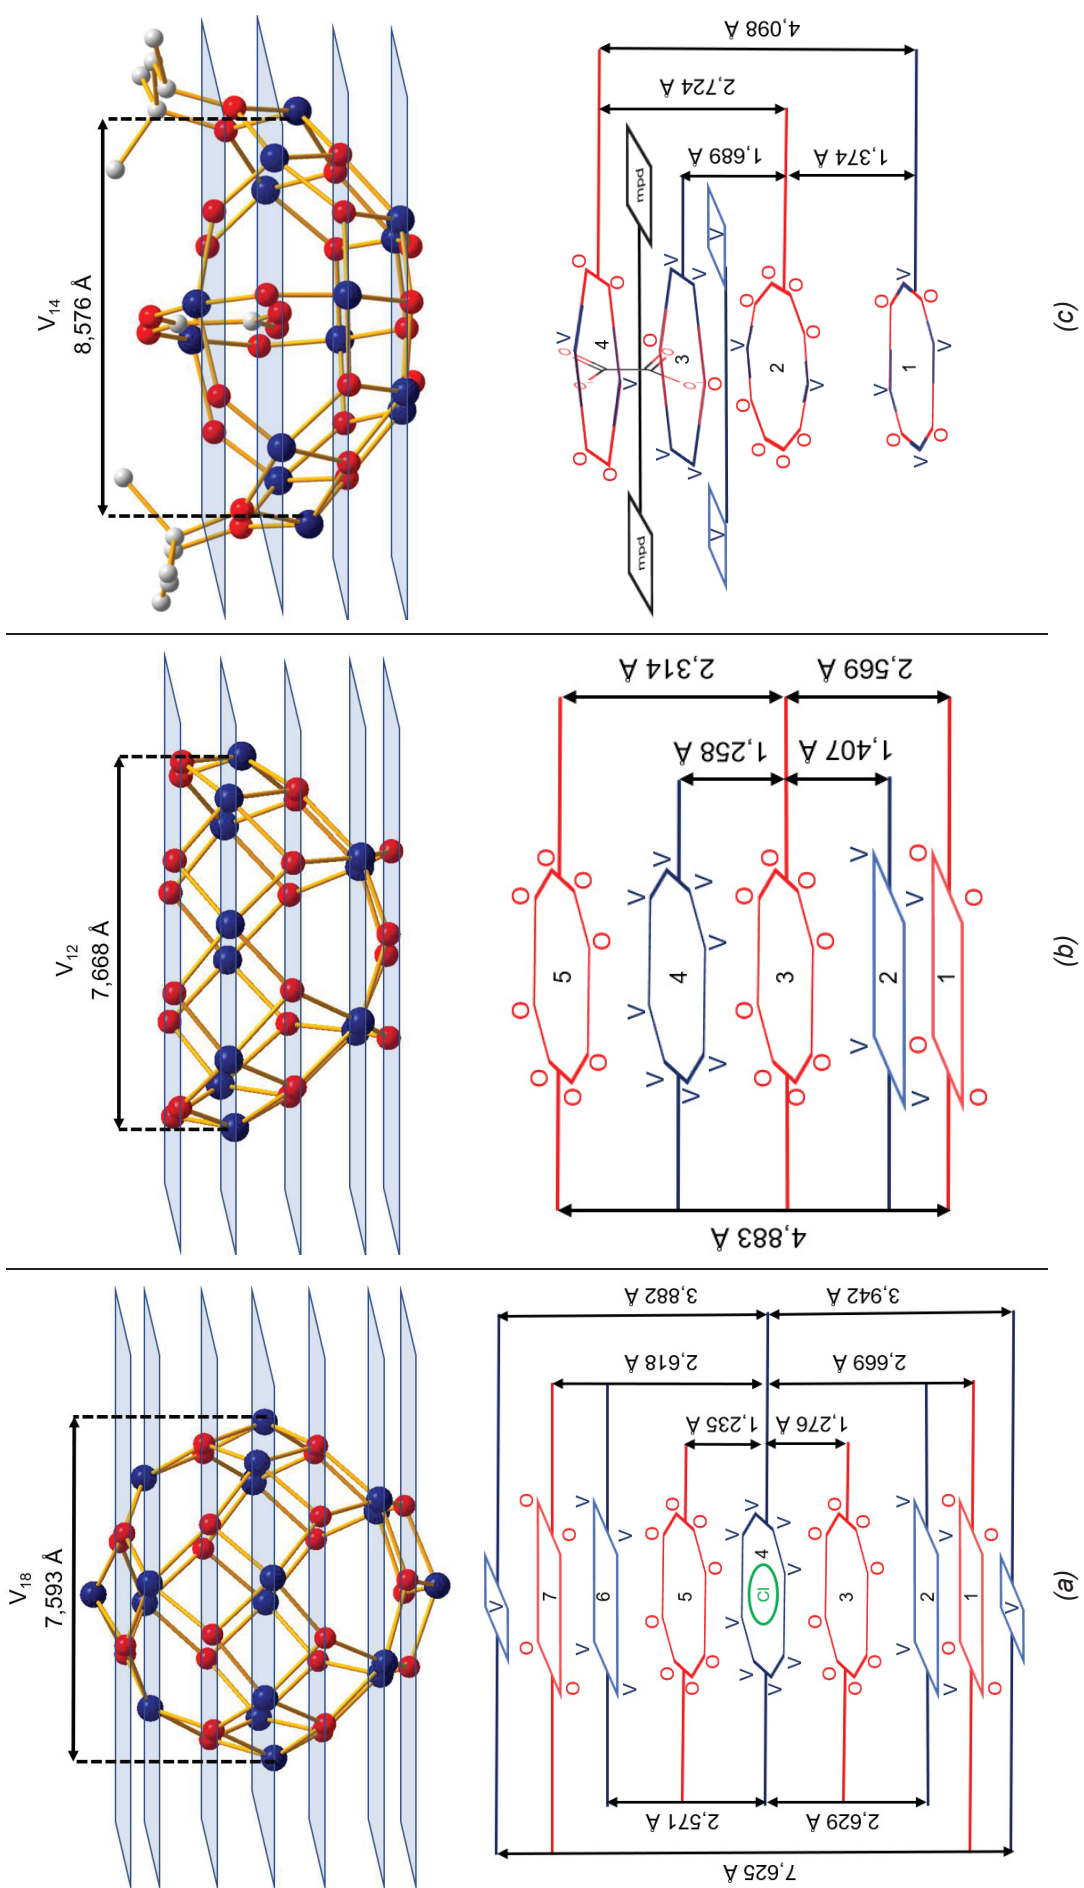 V18
7,593 Å
V
7
O O O O
6
V V V V
5
O O O O O O O O
4
Cl
V V V V V V V V
3
O O O O O O O O
2
V V V V
1
O O O O
V
7,625 Å
2,571 Å
2,629 Å
1,235 Å
1,276 Å
2,618 Å
2,669 Å
3,882 Å
3,942 Å
(a)
V12
7,668 Å
5
O O O O O O O O
4
V V V V V V V V
3
O O O O O O O O
2
V V V V
1
O O O O
4,883 Å
1,258 Å
1,407 Å
2,314 Å
2,569 Å
(b)
V14
8,576 Å
4
O O V V O O
mpd mpd
3
V V O O V V
V V
2
O O O O V V O O O O
1
V O O V V O O V
1,689 Å
1,374 Å
2,724 Å
4,098 Å
(c)